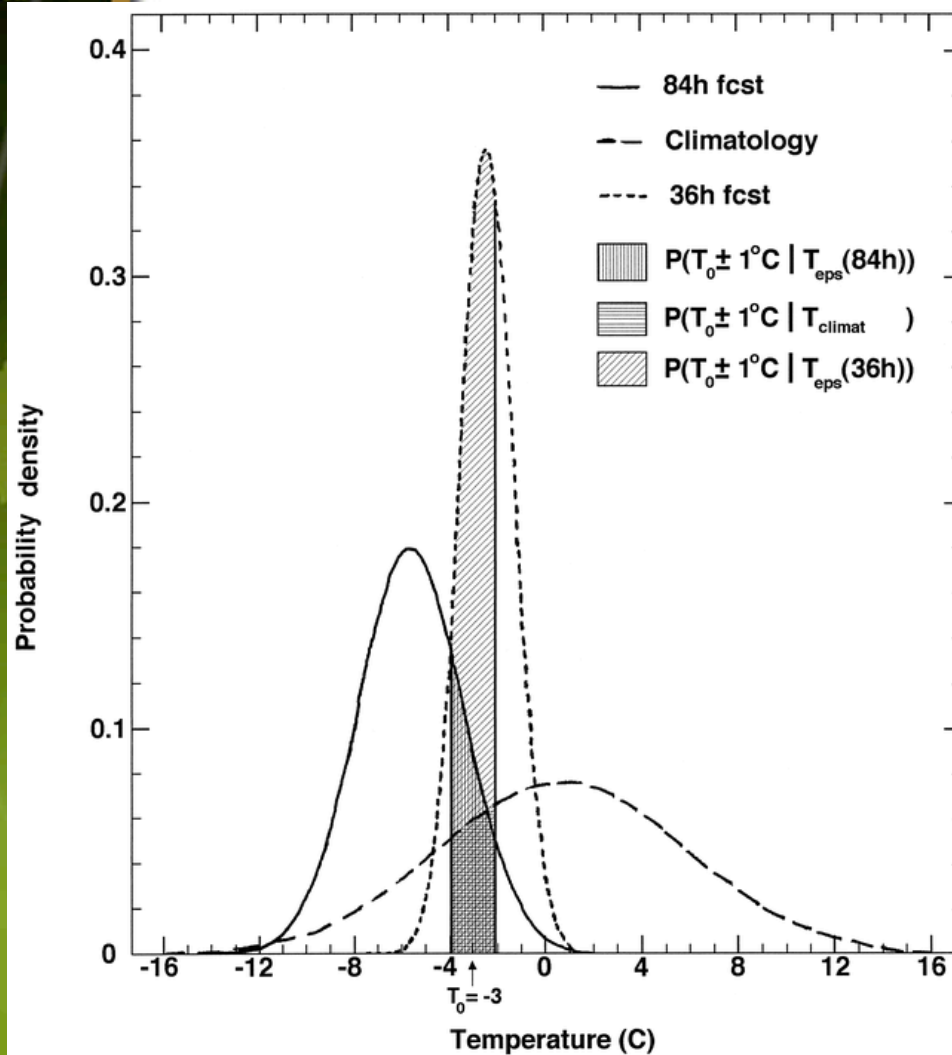 0.4
84h fcst
Climatology
36h fcst
0.3
P(T₀± 1°C | Teps(84h))
P(T₀± 1°C | Tclimat )
P(T₀± 1°C | Teps(36h))
Probability density
0.2
0.1
0
-16 -12 -8 -4 0 4 8 12 16
T₀= -3
Temperature (C)